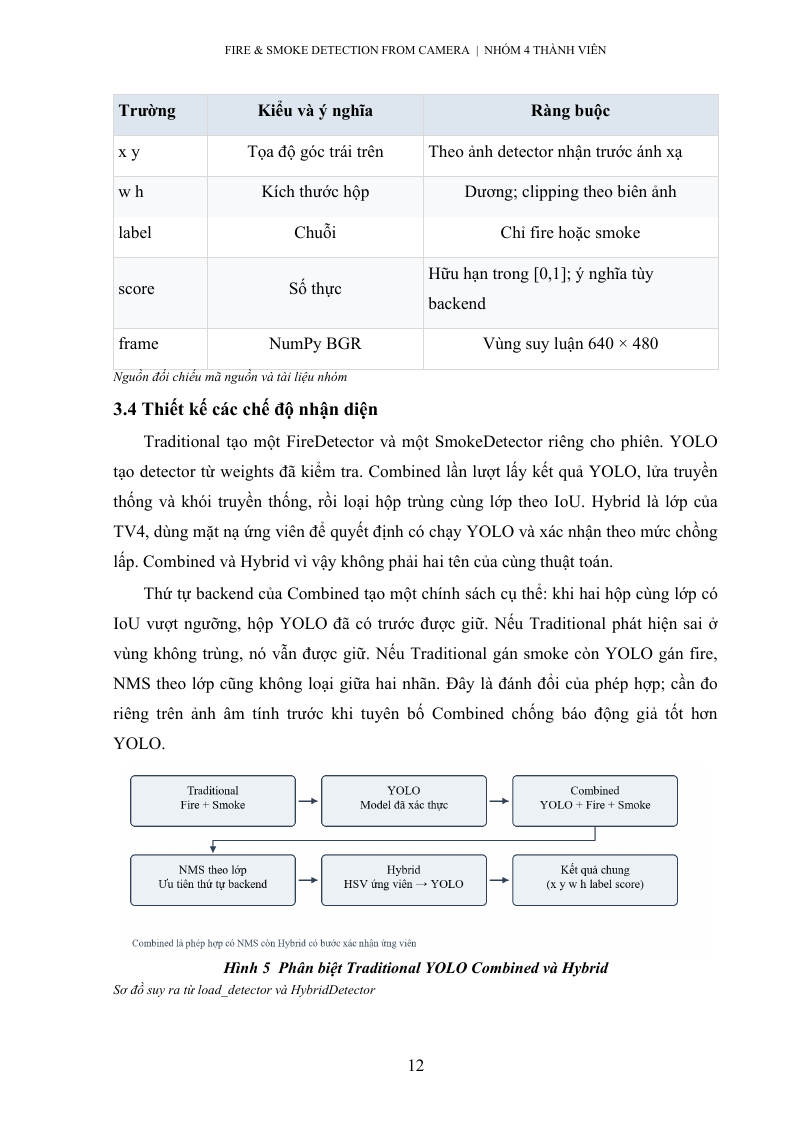 FIRE & SMOKE DETECTION FROM CAMERA | NHÓM 4 THÀNH VIÊN
Trường Kiểu và ý nghĩa Ràng buộc
x y Tọa độ góc trái trên Theo ảnh detector nhận trước ánh xạ
w h Kích thước hộp Dương; clipping theo biên ảnh
label Chuỗi Chỉ fire hoặc smoke
score Số thực Hữu hạn trong [0,1]; ý nghĩa tùy
backend
frame NumPy BGR Vùng suy luận 640 × 480
Nguồn đối chiếu mã nguồn và tài liệu nhóm
3.4 Thiết kế các chế độ nhận diện
Traditional tạo một FireDetector và một SmokeDetector riêng cho phiên. YOLO
tạo detector từ weights đã kiểm tra. Combined lần lượt lấy kết quả YOLO, lửa truyền
thống và khói truyền thống, rồi loại hộp trùng cùng lớp theo IoU. Hybrid là lớp của
TV4, dùng mặt nạ ứng viên để quyết định có chạy YOLO và xác nhận theo mức chồng
lấp. Combined và Hybrid vì vậy không phải hai tên của cùng thuật toán.
Thứ tự backend của Combined tạo một chính sách cụ thể: khi hai hộp cùng lớp có
IoU vượt ngưỡng, hộp YOLO đã có trước được giữ. Nếu Traditional phát hiện sai ở
vùng không trùng, nó vẫn được giữ. Nếu Traditional gán smoke còn YOLO gán fire,
NMS theo lớp cũng không loại giữa hai nhãn. Đây là đánh đổi của phép hợp; cần đo
riêng trên ảnh âm tính trước khi tuyên bố Combined chống báo động giả tốt hơn
YOLO.
Traditional
Fire + Smoke
YOLO
Model đã xác thực
Combined
YOLO + Fire + Smoke
NMS theo lớp
Ưu tiên thứ tự backend
Hybrid
HSV ứng viên → YOLO
Kết quả chung
(x y w h label score)
Combined là phép hợp có NMS còn Hybrid có bước xác nhận ứng viên
Hình 5 Phân biệt Traditional YOLO Combined và Hybrid
Sơ đồ suy ra từ load_detector và HybridDetector
12